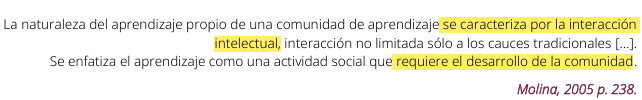 La naturaleza del aprendizaje propio de una comunidad de aprendizaje se caracteriza por la interacción
intelectual, interacción no limitada sólo a los cauces tradicionales [...].
Se enfatiza el aprendizaje como una actividad social que requiere el desarrollo de la comunidad.
Molina, 2005 p. 238.